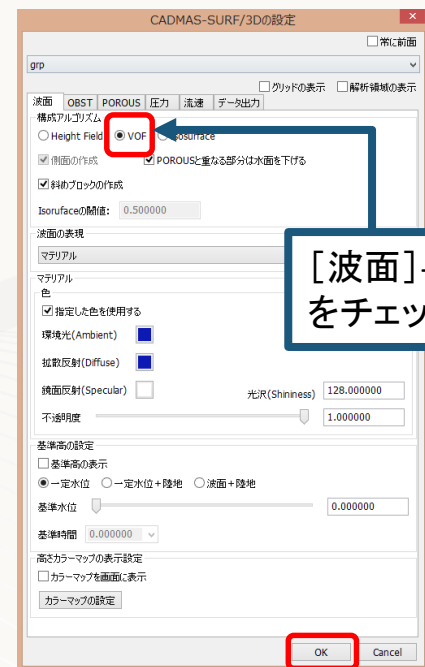 CADMAS-SURF/3Dの設定
常に前面
grp
グリッドの表示 解析領域の表示
波面 OBST POROUS 圧力 流速 データ出力
構成アルゴリズム
Height Field VOF Isosurface
側面の作成 POROUSと重なる部分は水面を下げる
斜めブロックの作成
Isorufaceの閾値: 0.500000
波面の表現
マテリアル
マテリアル
色
指定した色を使用する
環境光(Ambient)
拡散反射(Diffuse)
鏡面反射(Specular) 光沢(Shininess) 128.000000
不透明度 1.000000
[波面]
をチェッ
基準高の設定
基準高の表示
一定水位 一定水位+陸地 波面+陸地
基準水位 0.000000
基準時間 0.000000
高さカラーマップの表示設定
カラーマップを画面に表示
カラーマップの設定
OK Cancel